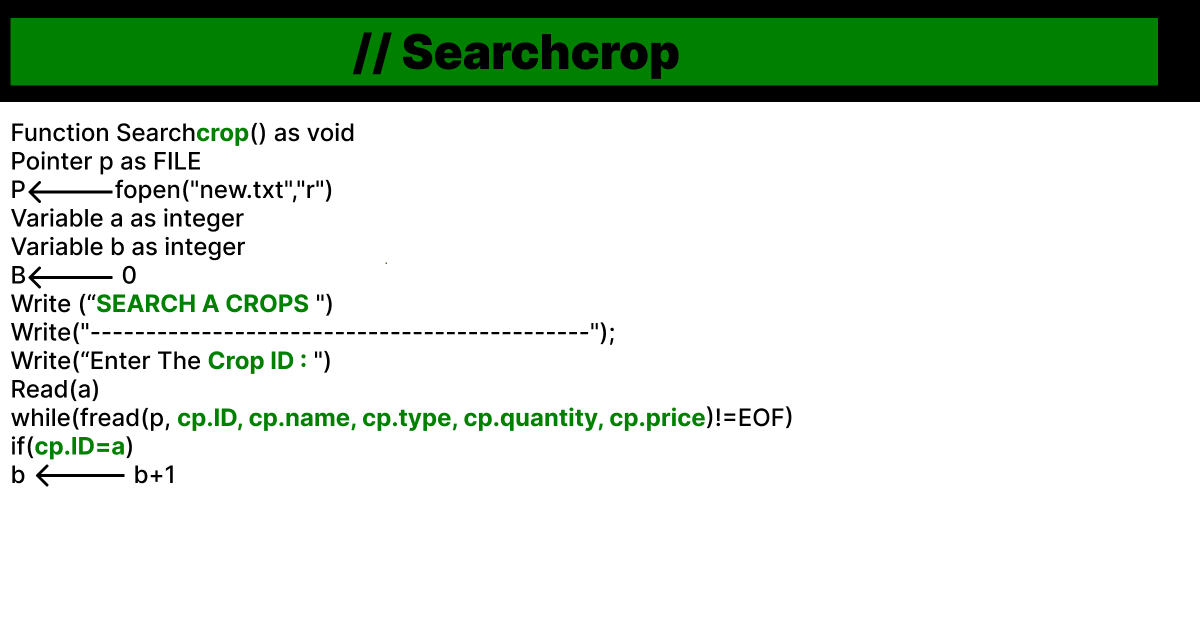 // Searchcrop
Function Searchcrop() as void
Pointer p as FILE
P⟵fopen("new.txt","r")
Variable a as integer
Variable b as integer
B⟵ 0
Write (“SEARCH A CROPS ")
Write("---------------------------------------------");
Write(“Enter The Crop ID : ")
Read(a)
while(fread(p, cp.ID, cp.name, cp.type, cp.quantity, cp.price)!=EOF)
if(cp.ID=a)
b ⟵ b+1